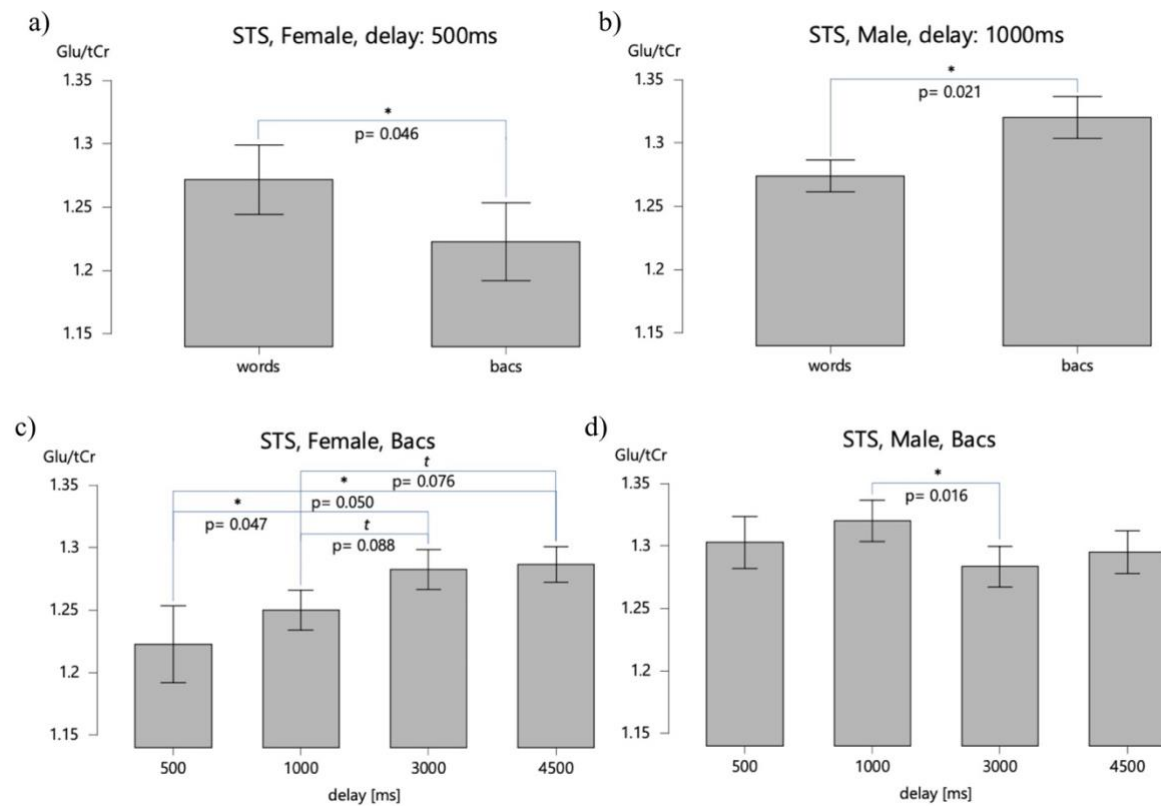 a)
STS, Female, delay: 500ms
Glu/tCr
1.35
1.3
1.25
1.2
1.15
*
p= 0.046
words
bacs
b)
STS, Male, delay: 1000ms
Glu/tCr
1.35
1.3
1.25
1.2
1.15
*
p= 0.021
words
bacs
c)
STS, Female, Bacs
Glu/tCr
1.35
1.3
1.25
1.2
1.15
t
p= 0.076
*
p= 0.050
*
p= 0.047
t
p= 0.088
500
1000
3000
4500
delay [ms]
d)
STS, Male, Bacs
Glu/tCr
1.35
1.3
1.25
1.2
1.15
*
p= 0.016
500
1000
3000
4500
delay [ms]